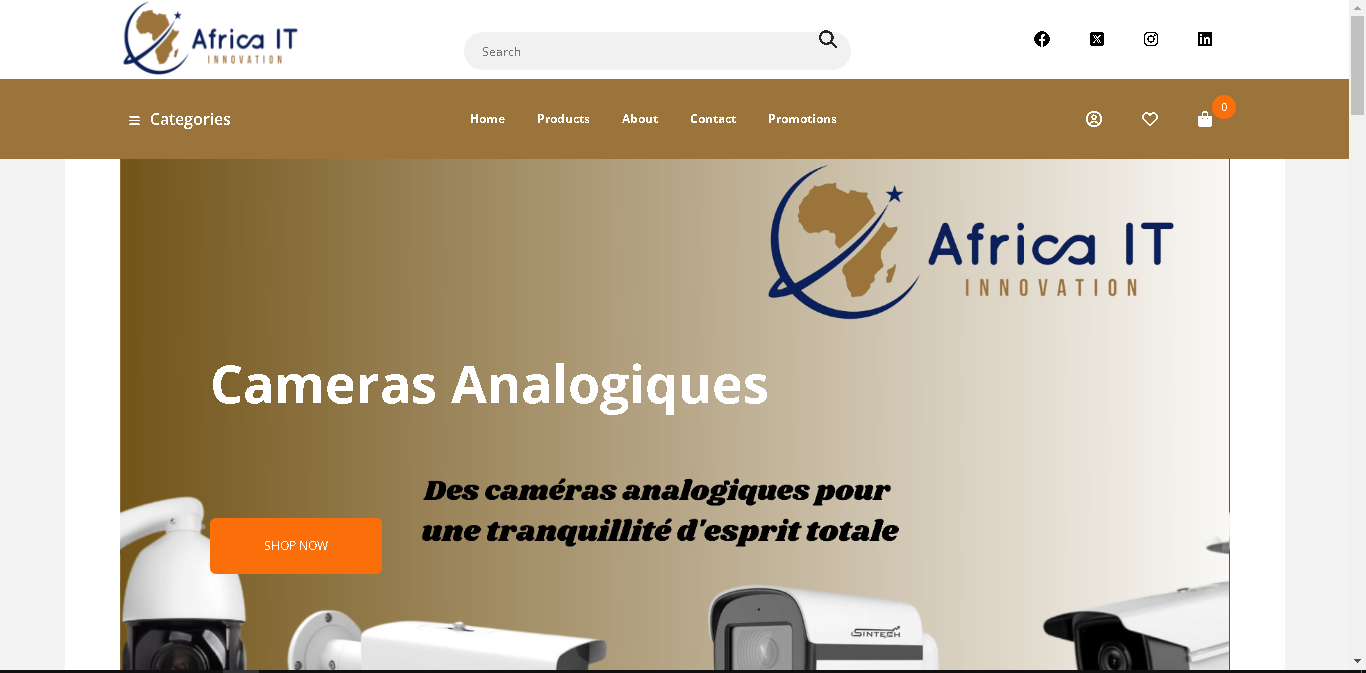 Africa IT
INNOVATION
Search
Categories
Home Products About Contact Promotions
0
Africa IT
INNOVATION
Cameras Analogiques
Des caméras analogiques pour
une tranquillité d'esprit totale
SHOP NOW
SINTECH